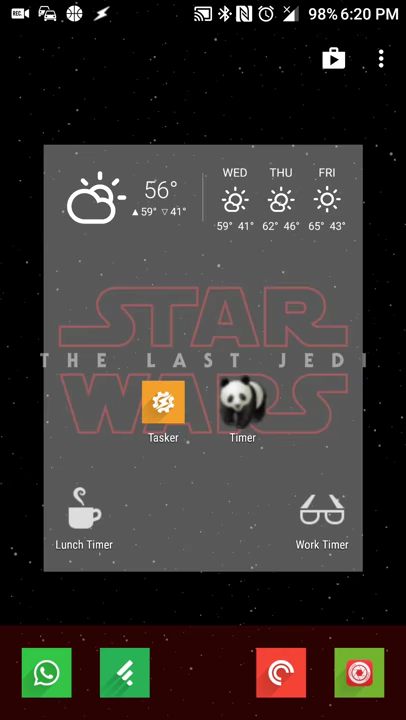 REC 98% 6:20 PM
56°
▲59° ▽41°
WED THU FRI
59° 41° 62° 46° 65° 43°
STAR
THE LAST JEDI
WARS
Tasker Timer
Lunch Timer Work Timer